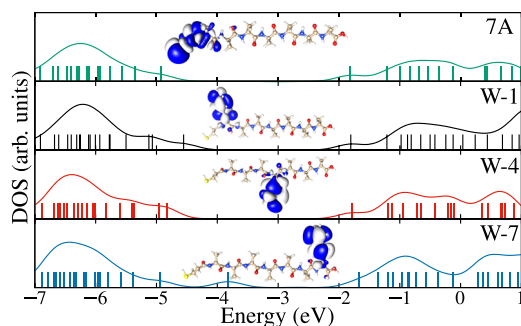 7A
W-1
W-4
W-7
DOS (arb. units)
−7 −6 −5 −4 −3 −2 −1 0 1
Energy (eV)